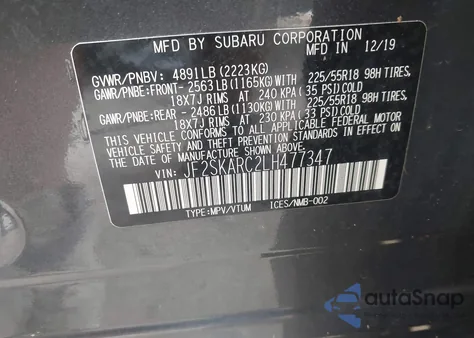 MFD. BY SUBARU CORPORATION 12/19
GVWR/PNBV: 4891LB (2223KG)
GAWR/PNBE:FRONT- 2563LB (1165KG) WITH 225/55R18 98H TIRES,
18X7J RIMS AT 240 KPA ( 35 PSI) COLD
GAWR/PNBE:REAR - 2486LB (1130KG) WITH 225/55R18 98H TIRES,
18X7J RIMS AT 230 KPA ( 33 PSI) COLD
THIS VEHICLE CONFORMS TO ALL APPLICABLE FEDERAL MOTOR
VEHICLE SAFETY, BUMPER, AND THEFT PREVENTION STANDARDS
IN EFFECT ON THE DATE OF MANUFACTURE SHOWN ABOVE.
VIN: JF2SKARC2LH477347
TYPE:MPV/VTUM ICES/NMB-002
autoSnap